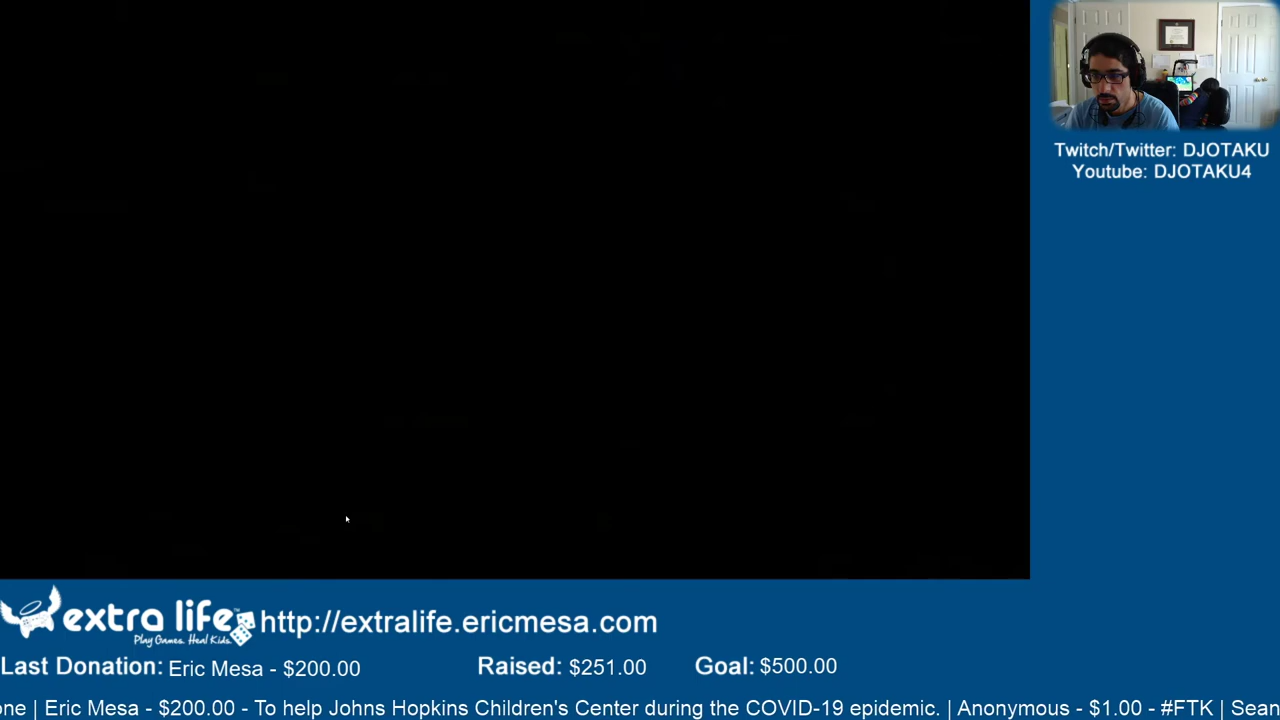 Twitch/Twitter: DJOTAKU
Youtube: DJOTAKU4
extra life
Play Games. Heal Kids.
http://extralife.ericmesa.com
Last Donation: Eric Mesa - $200.00 Raised: $251.00 Goal: $500.00
one | Eric Mesa - $200.00 - To help Johns Hopkins Children's Center during the COVID-19 epidemic. | Anonymous - $1.00 - #FTK | Sean